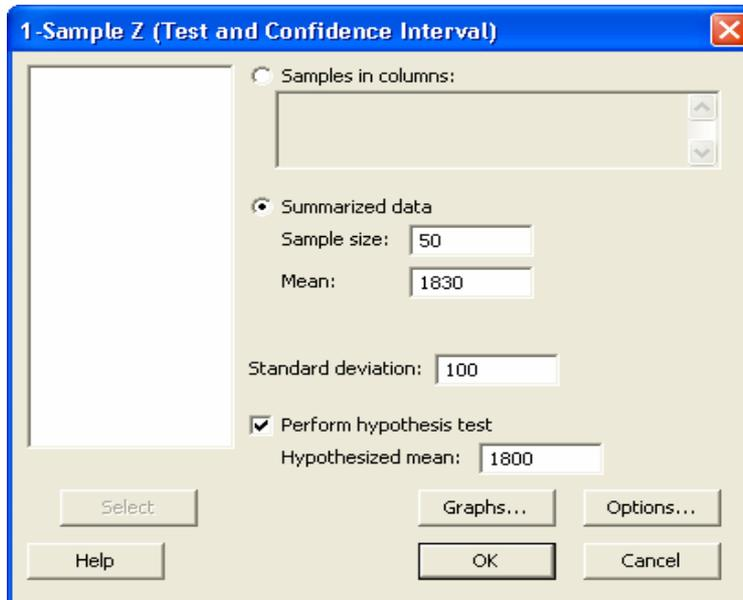 1-Sample Z (Test and Confidence Interval)
Samples in columns:
Summarized data
Sample size: 50
Mean: 1830
Standard deviation: 100
Perform hypothesis test
Hypothesized mean: 1800
Select
Graphs...
Options...
Help
OK
Cancel